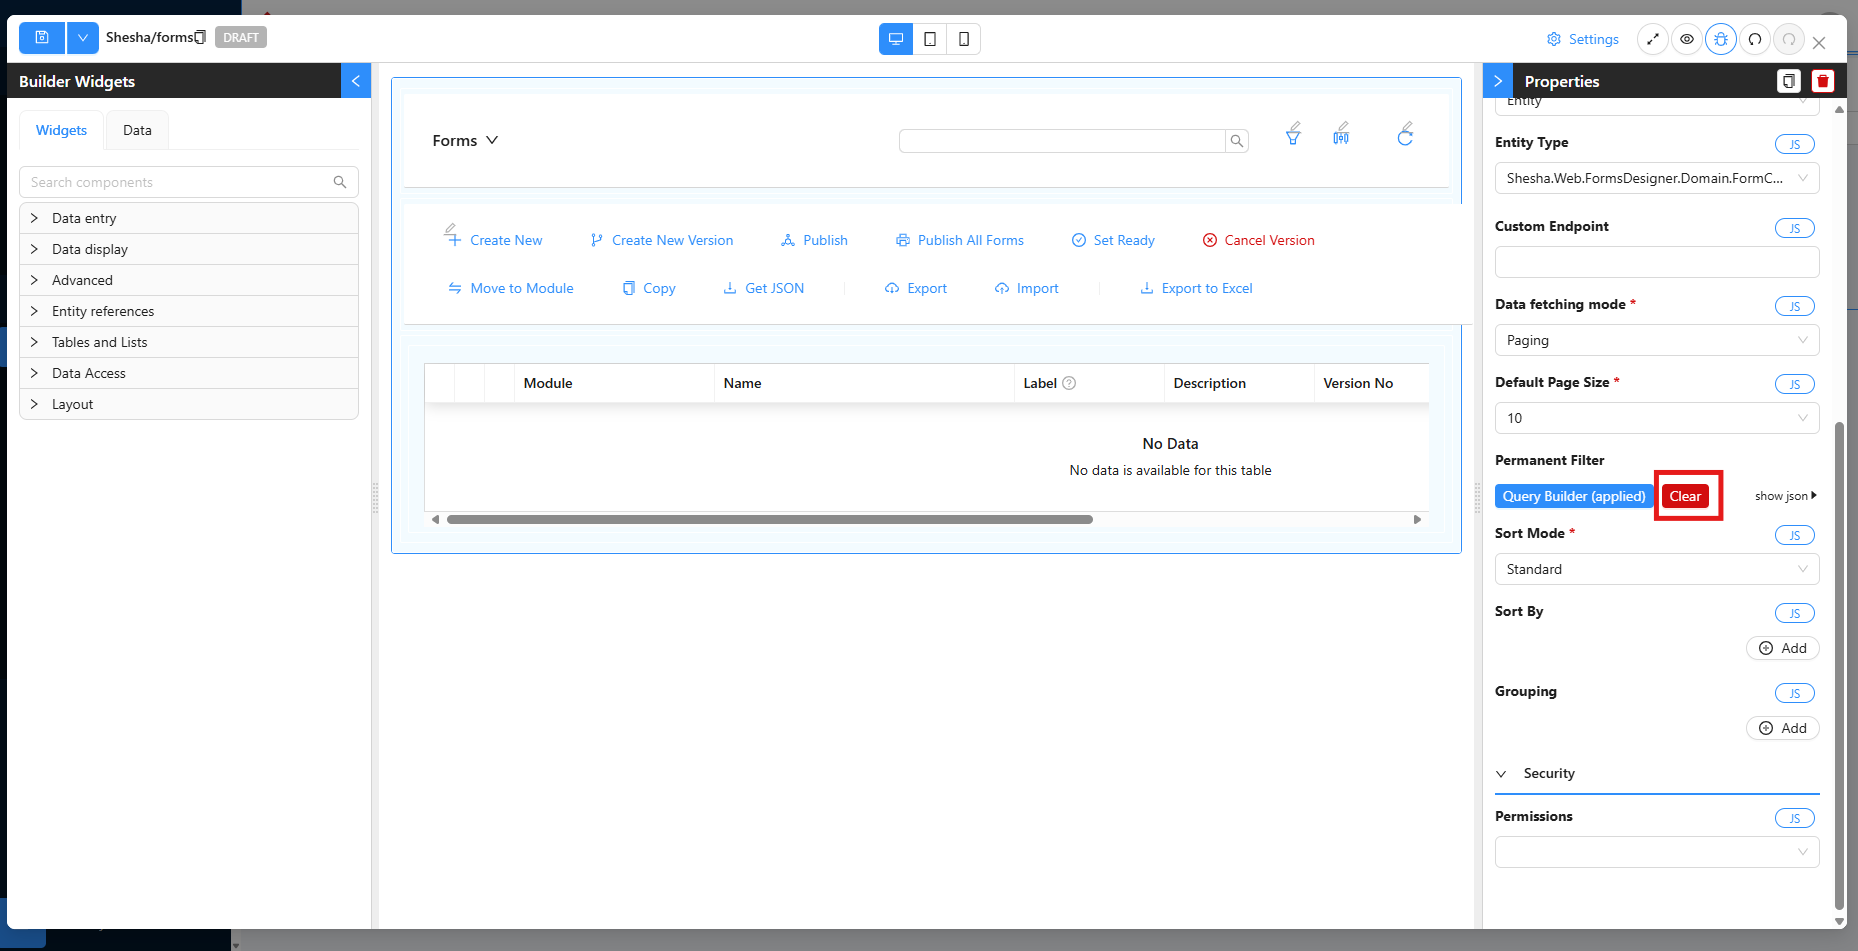 Shesha/forms
DRAFT
Settings
Builder Widgets
Properties
Widgets
Data
Search components
Data entry
Data display
Advanced
Entity references
Tables and Lists
Data Access
Layout
Forms
Create New
Create New Version
Publish
Publish All Forms
Set Ready
Cancel Version
Move to Module
Copy
Get JSON
Export
Import
Export to Excel
Module
Name
Label
Description
Version No
No Data
No data is available for this table
Entity
Entity Type
JS
Shesha.Web.FormsDesigner.Domain.FormC...
Custom Endpoint
JS
Data fetching mode *
JS
Paging
Default Page Size *
JS
10
Permanent Filter
Query Builder (applied)
Clear
show json
Sort Mode *
JS
Standard
Sort By
JS
Add
Grouping
JS
Add
Security
Permissions
JS